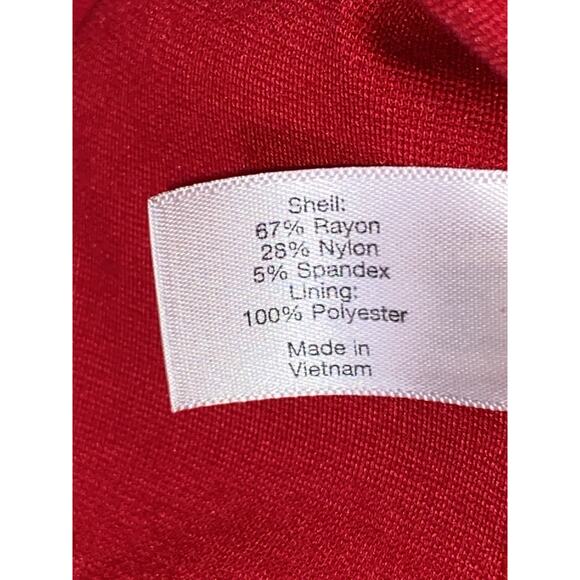 Shell:
67% Rayon
28% Nylon
5% Spandex
Lining:
100% Polyester
Made in
Vietnam